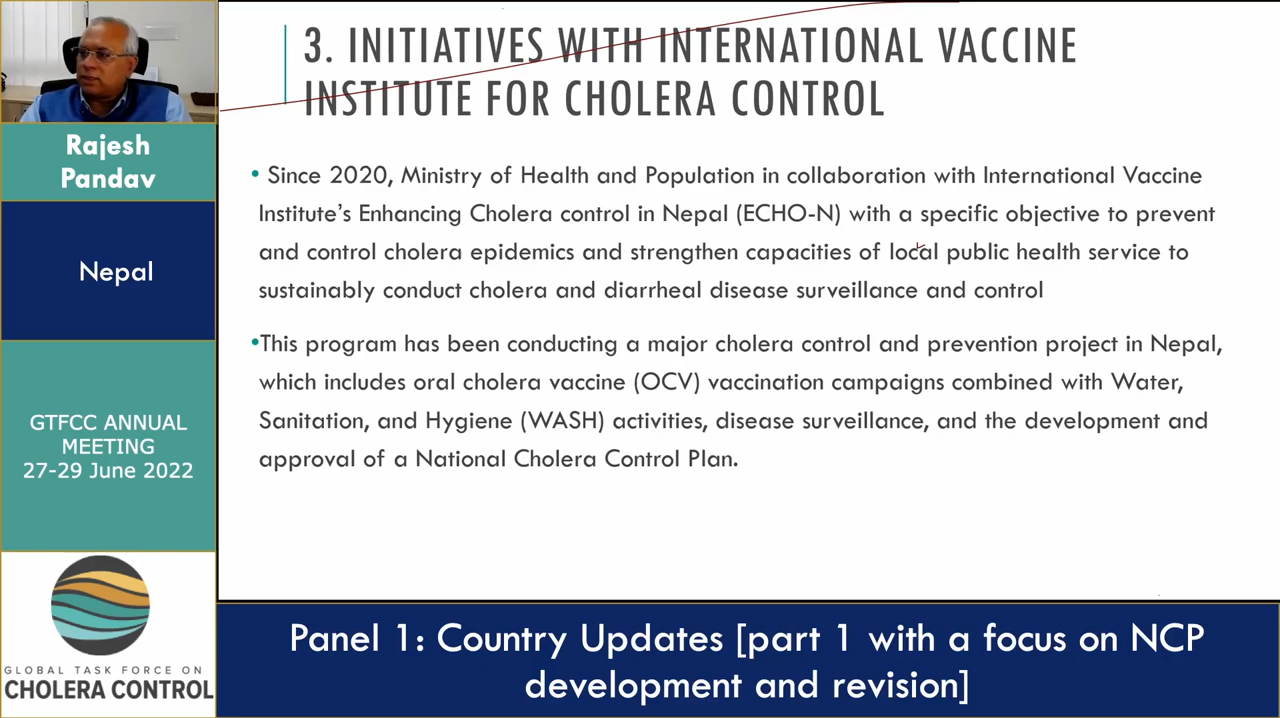 Rajesh
Pandav
Nepal
GTFCC ANNUAL
MEETING
27-29 June 2022
GLOBAL TASK FORCE ON
CHOLERA CONTROL
3. INITIATIVES WITH INTERNATIONAL VACCINE
INSTITUTE FOR CHOLERA CONTROL
• Since 2020, Ministry of Health and Population in collaboration with International Vaccine
Institute’s Enhancing Cholera control in Nepal (ECHO-N) with a specific objective to prevent
and control cholera epidemics and strengthen capacities of local public health service to
sustainably conduct cholera and diarrheal disease surveillance and control
•This program has been conducting a major cholera control and prevention project in Nepal,
which includes oral cholera vaccine (OCV) vaccination campaigns combined with Water,
Sanitation, and Hygiene (WASH) activities, disease surveillance, and the development and
approval of a National Cholera Control Plan.
Panel 1: Country Updates [part 1 with a focus on NCP
development and revision]